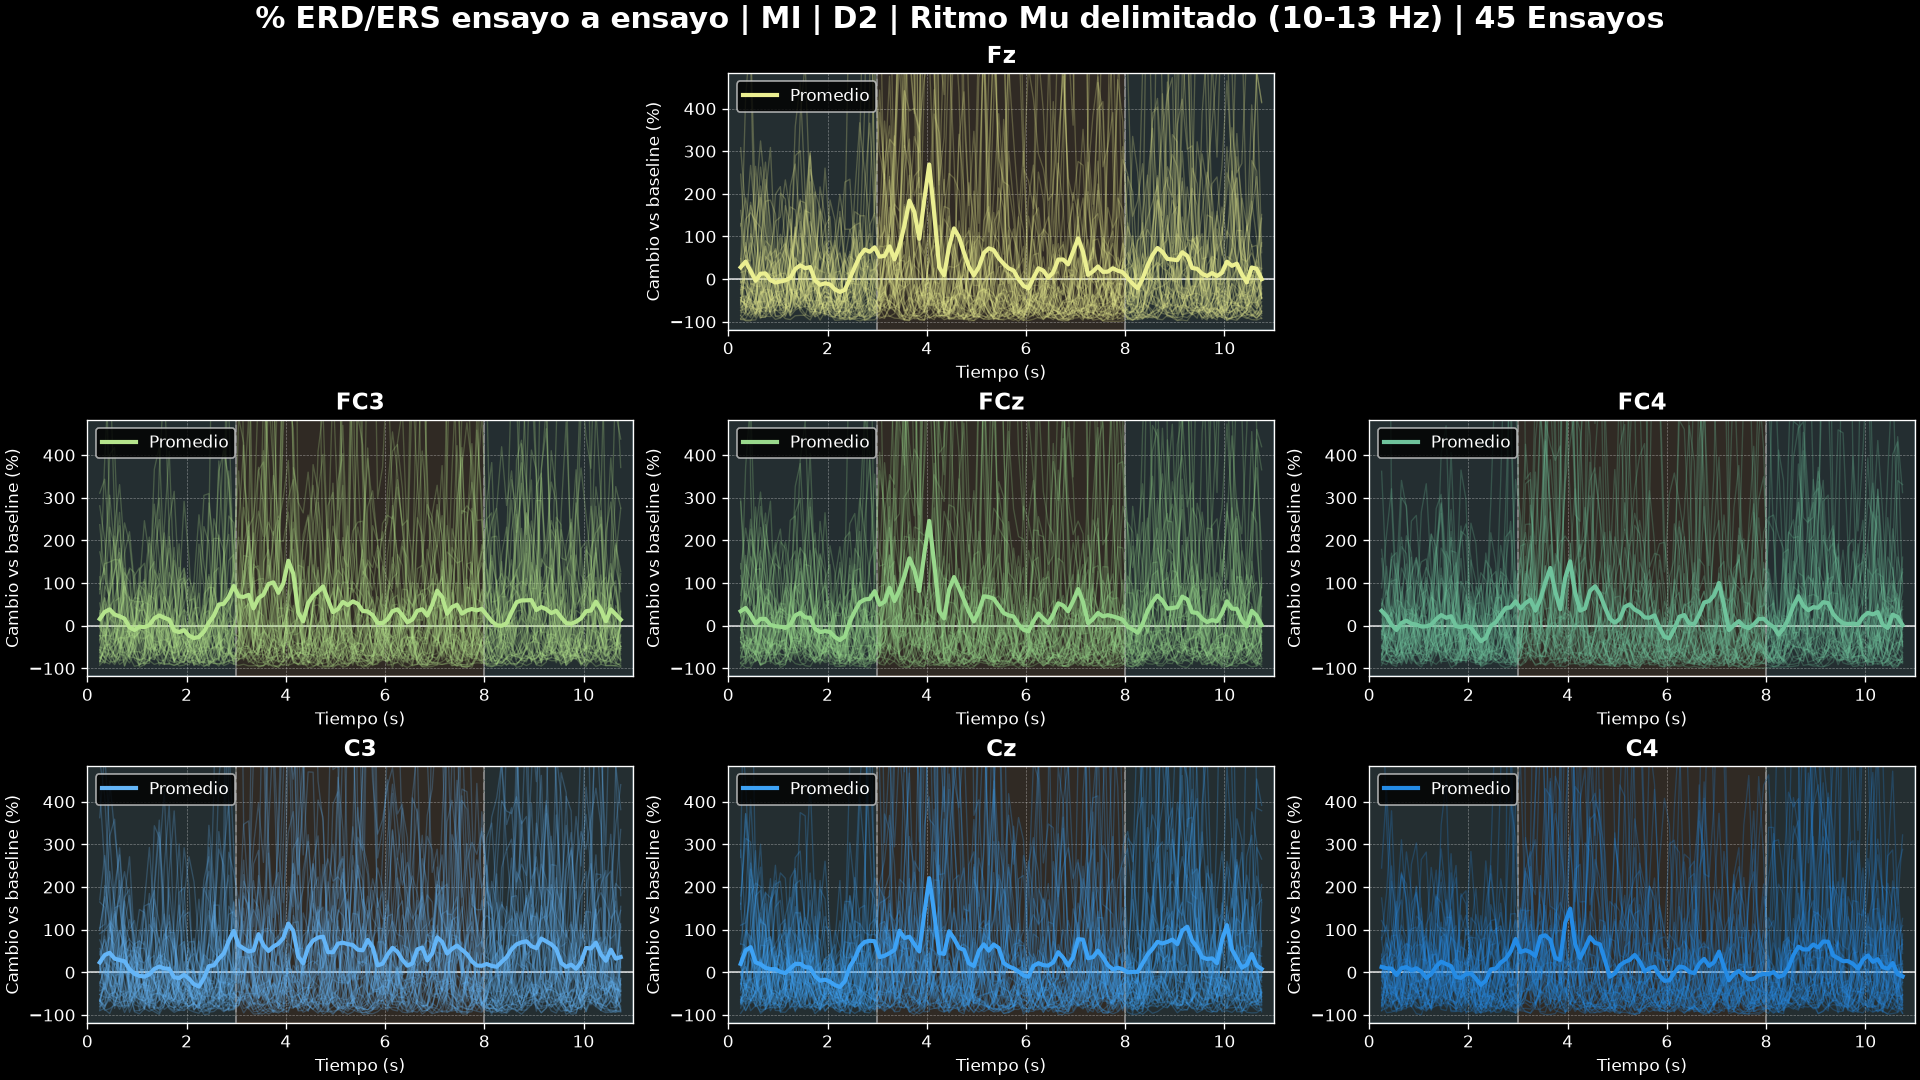 % ERD/ERS ensayo a ensayo | MI | D2 | Ritmo Mu delimitado (10-13 Hz) | 45 Ensayos
Fz
Promedio
Cambio vs baseline (%)
400
300
200
100
0
−100
0 2 4 6 8 10
Tiempo (s)
FC3
Promedio
Cambio vs baseline (%)
400
300
200
100
0
−100
0 2 4 6 8 10
Tiempo (s)
FCz
Promedio
Cambio vs baseline (%)
400
300
200
100
0
−100
0 2 4 6 8 10
Tiempo (s)
FC4
Promedio
Cambio vs baseline (%)
400
300
200
100
0
−100
0 2 4 6 8 10
Tiempo (s)
C3
Promedio
Cambio vs baseline (%)
400
300
200
100
0
−100
0 2 4 6 8 10
Tiempo (s)
Cz
Promedio
Cambio vs baseline (%)
400
300
200
100
0
−100
0 2 4 6 8 10
Tiempo (s)
C4
Promedio
Cambio vs baseline (%)
400
300
200
100
0
−100
0 2 4 6 8 10
Tiempo (s)